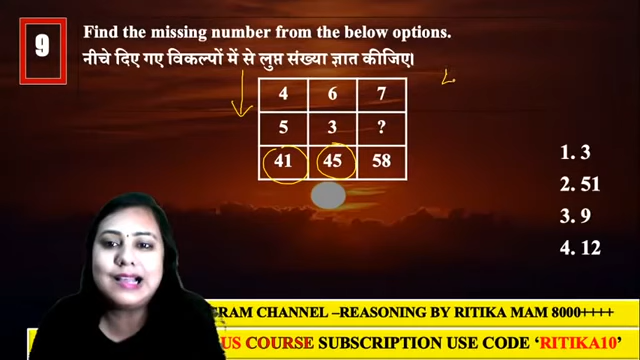 9
Find the missing number from the below options.
नीचे दिए गए विकल्पों में से लुप्त संख्या ज्ञात कीजिए।
4 6 7
5 3 ?
41 45 58
1. 3
2. 51
3. 9
4. 12
GRAM CHANNEL –REASONING BY RITIKA MAM 8000++++
US COURSE SUBSCRIPTION USE CODE ‘RITIKA10’